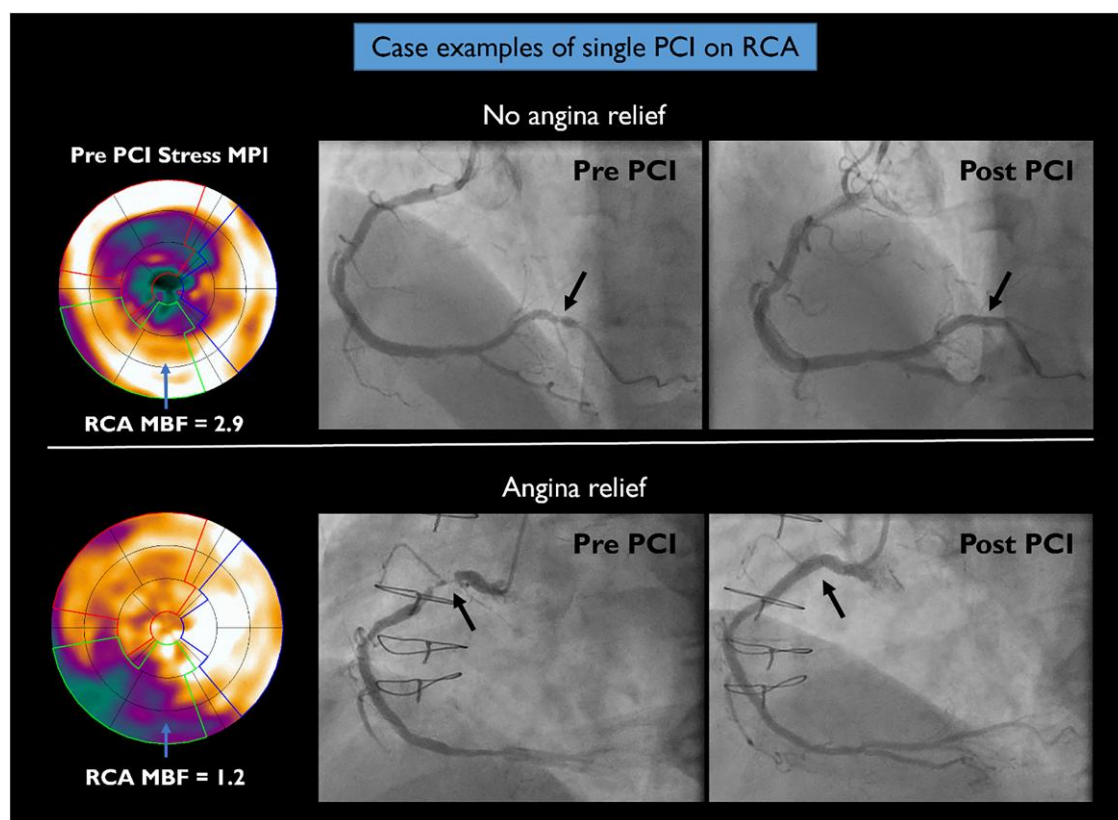 Case examples of single PCI on RCA
No angina relief
Pre PCI Stress MPI
Pre PCI
Post PCI
RCA MBF = 2.9
Angina relief
Pre PCI
Post PCI
RCA MBF = 1.2